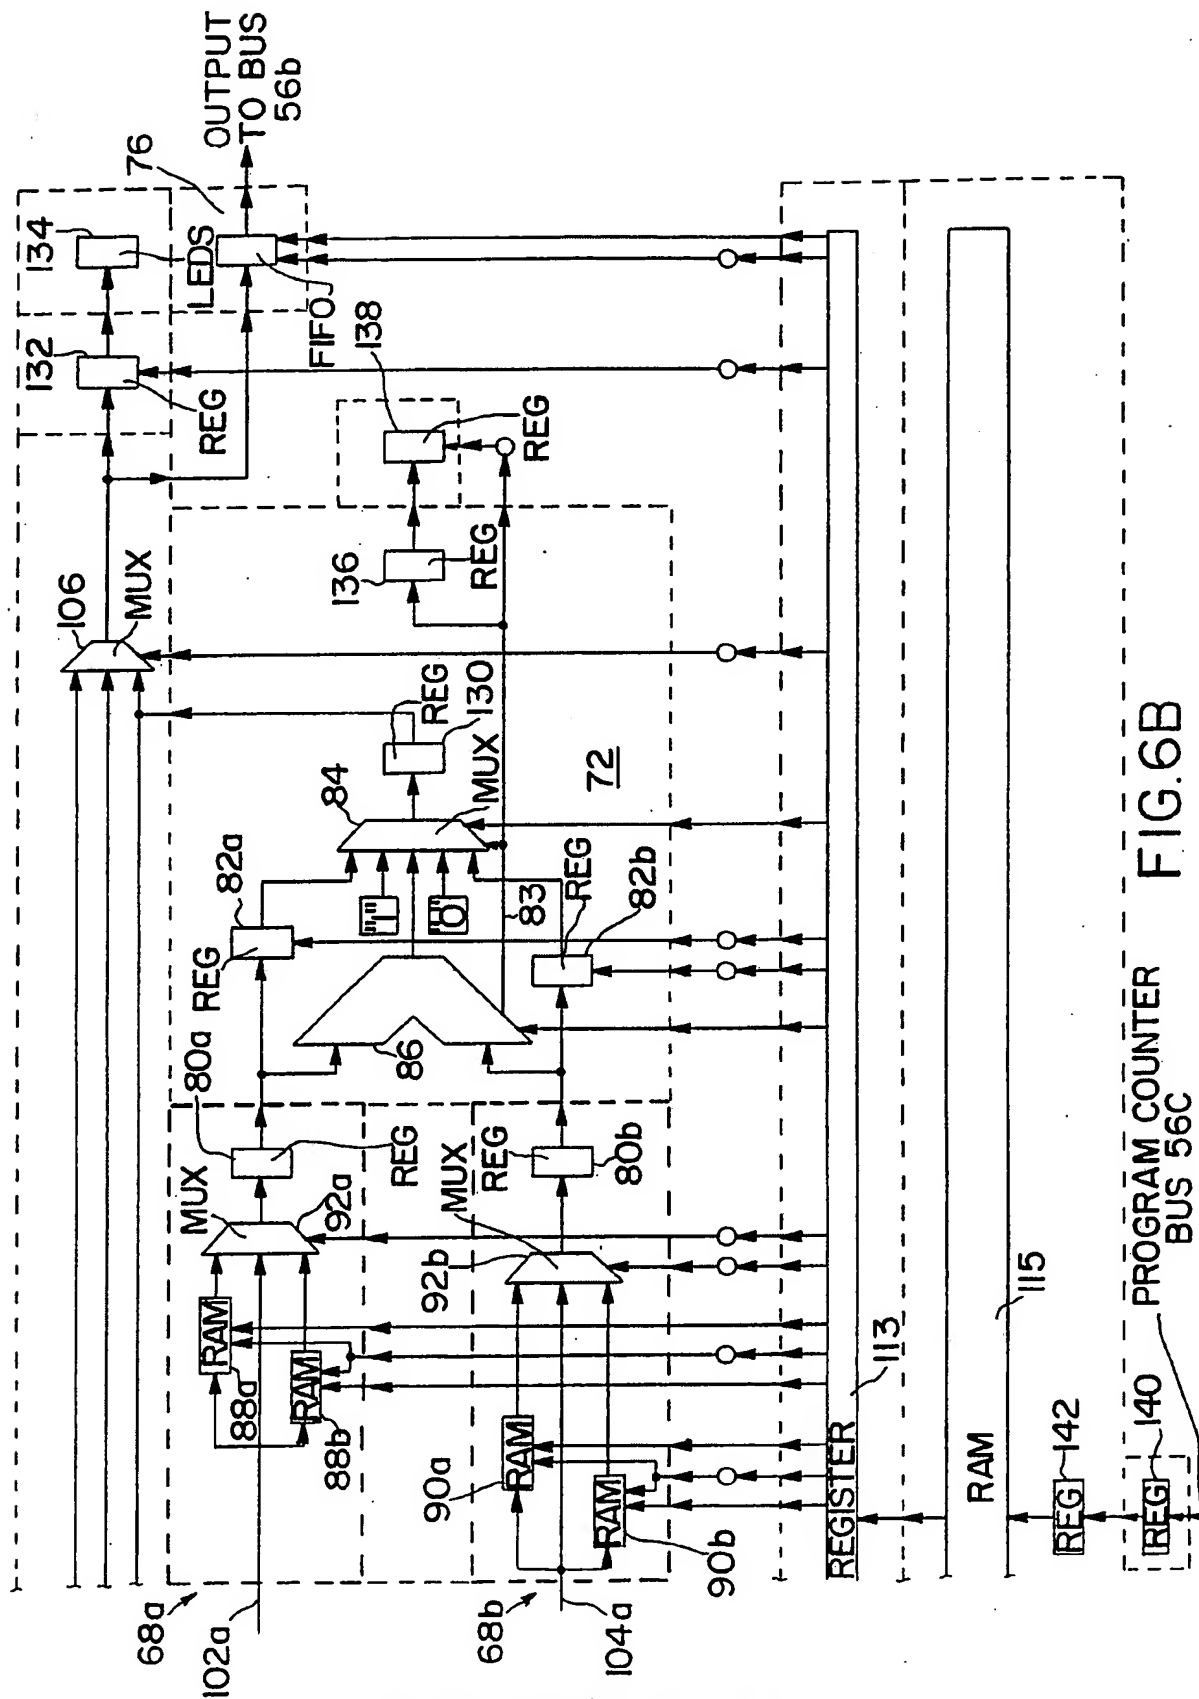 134
LEDS
76
OUTPUT
TO BUS
56b
132
REG
FIFO
138
REG
106
MUX
136
REG
REG
130
84
MUX
72
82a
REG
"1"
"0"
83
REG
82b
80a
REG
86
REG
80b
MUX
92a
MUX
92b
RAM
88a
RAM
88b
RAM
90a
RAM
90b
68a
102a
68b
104a
REGISTER
113
RAM
115
REG
142
REG
140
PROGRAM COUNTER
BUS 56C
FIG.6B